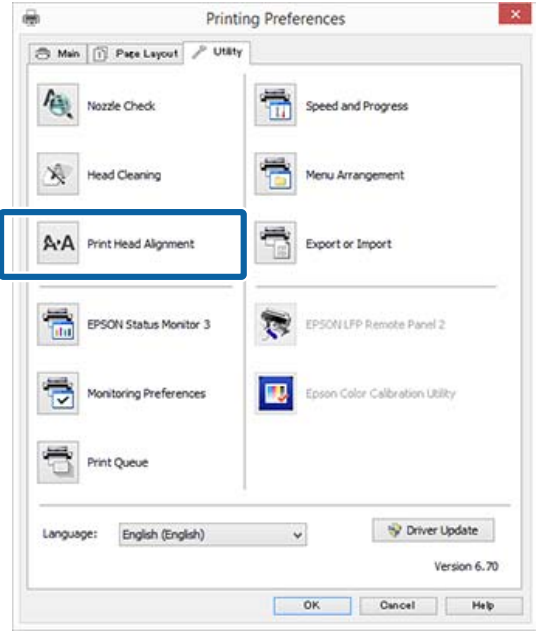 Printing Preferences
Main
Page Layout
Utility
Nozzle Check
Speed and Progress
Head Cleaning
Menu Arrangement
A·A
Print Head Alignment
Export or Import
EPSON Status Monitor 3
EPSON LFP Remote Panel 2
Monitoring Preferences
Epson Color Calibration Utility
Print Queue
Language:
English (English)
Driver Update
Version 6.70
OK
Cancel
Help